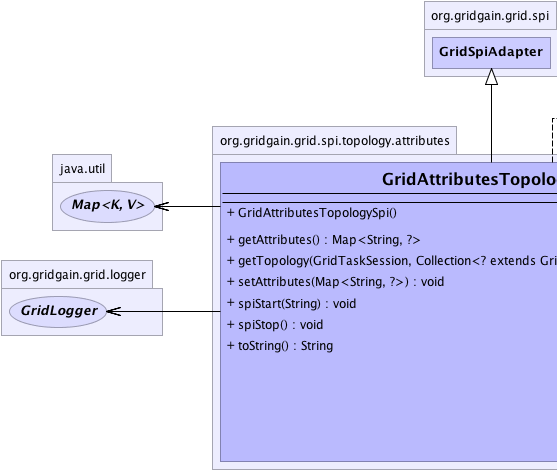 org.gridgain.grid.spi
GridSpiAdapter
org.gridgain.grid.spi.topology.attributes
java.util
Map<K, V>
GridAttributesTopolo
+ GridAttributesTopologySpi()
+ getAttributes() : Map<String, ?>
+ getTopology(GridTaskSession, Collection<? extends Gri
+ setAttributes(Map<String, ?>) : void
+ spiStart(String) : void
+ spiStop() : void
+ toString() : String
org.gridgain.grid.logger
GridLogger